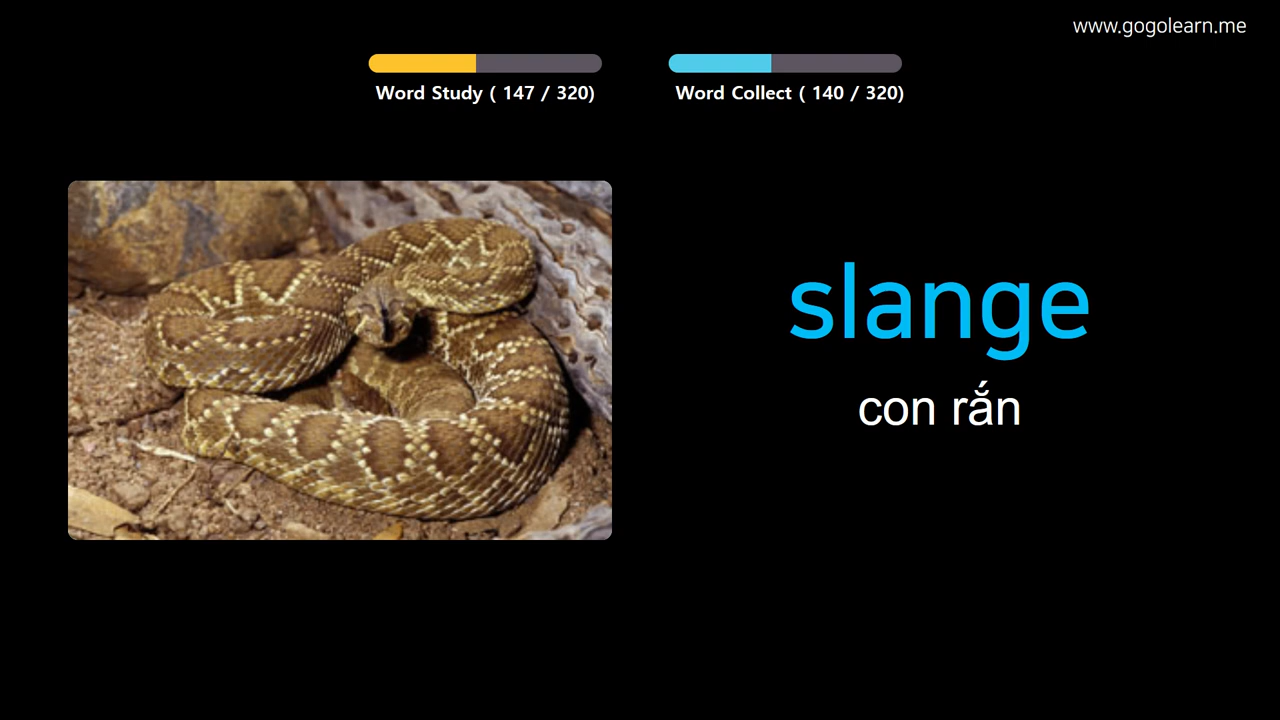 www.gogolearn.me
Word Study ( 147 / 320)
Word Collect ( 140 / 320)
slange
con rắn